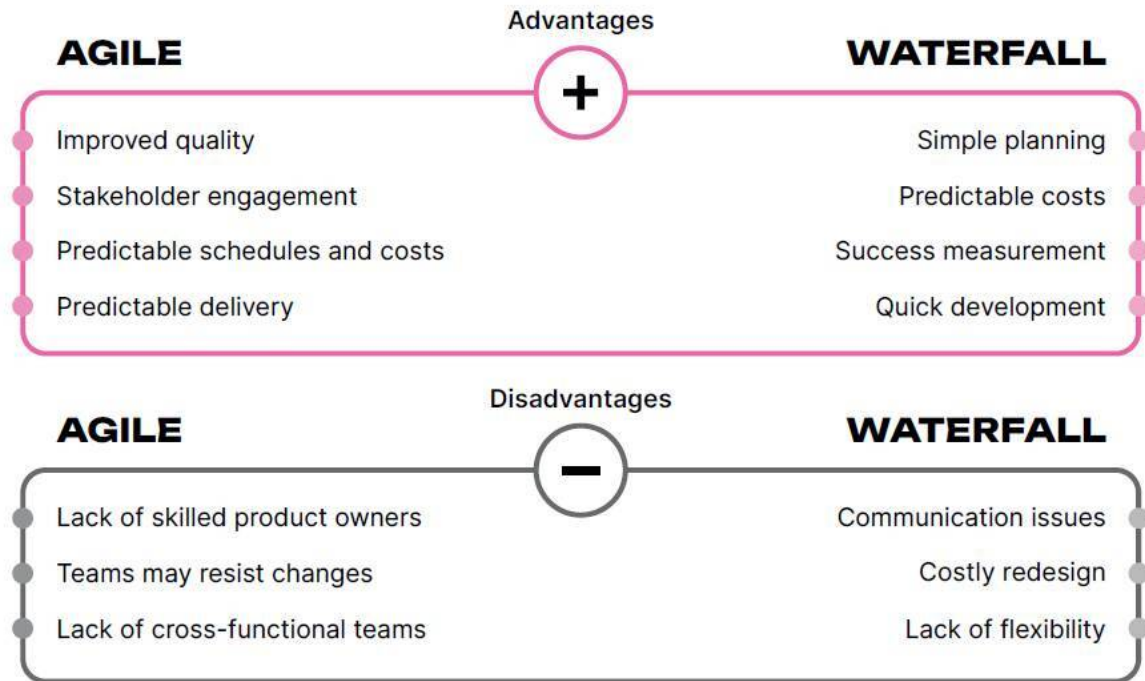 Advantages
AGILE
WATERFALL
+
Improved quality
Simple planning
Stakeholder engagement
Predictable costs
Predictable schedules and costs
Success measurement
Predictable delivery
Quick development
Disadvantages
AGILE
WATERFALL
−
Lack of skilled product owners
Communication issues
Teams may resist changes
Costly redesign
Lack of cross-functional teams
Lack of flexibility